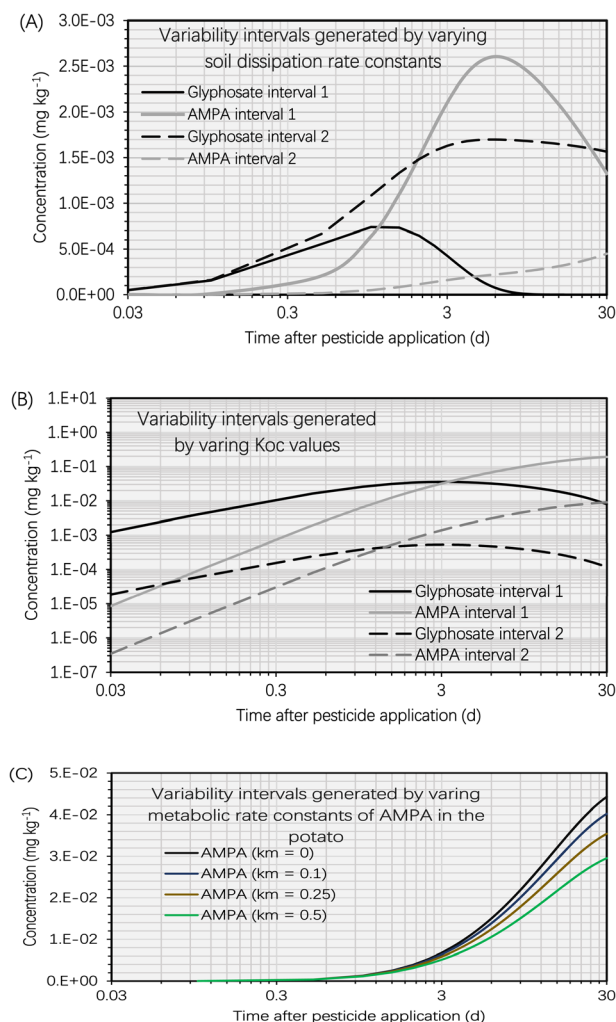 (A)
3.0E-03
2.5E-03
2.0E-03
1.5E-03
1.0E-03
5.0E-04
0.0E+00
Concentration (mg kg⁻¹)
Variability intervals generated by varying
soil dissipation rate constants
Glyphosate interval 1
AMPA interval 1
Glyphosate interval 2
AMPA interval 2
0.03 0.3 3 30
Time after pesticide application (d)
(B)
1.E+01
1.E+00
1.E-01
1.E-02
1.E-03
1.E-04
1.E-05
1.E-06
1.E-07
Concentration (mg kg⁻¹)
Variability intervals generated
by varing Koc values
Glyphosate interval 1
AMPA interval 1
Glyphosate interval 2
AMPA interval 2
0.03 0.3 3 30
Time after pesticide application (d)
(C)
5.E-02
4.E-02
3.E-02
2.E-02
1.E-02
0.E+00
Concentration (mg kg⁻¹)
Variability intervals generated by varing
metabolic rate constants of AMPA in the
potato
AMPA (km = 0)
AMPA (km = 0.1)
AMPA (km = 0.25)
AMPA (km = 0.5)
0.03 0.3 3 30
Time after pesticide application (d)